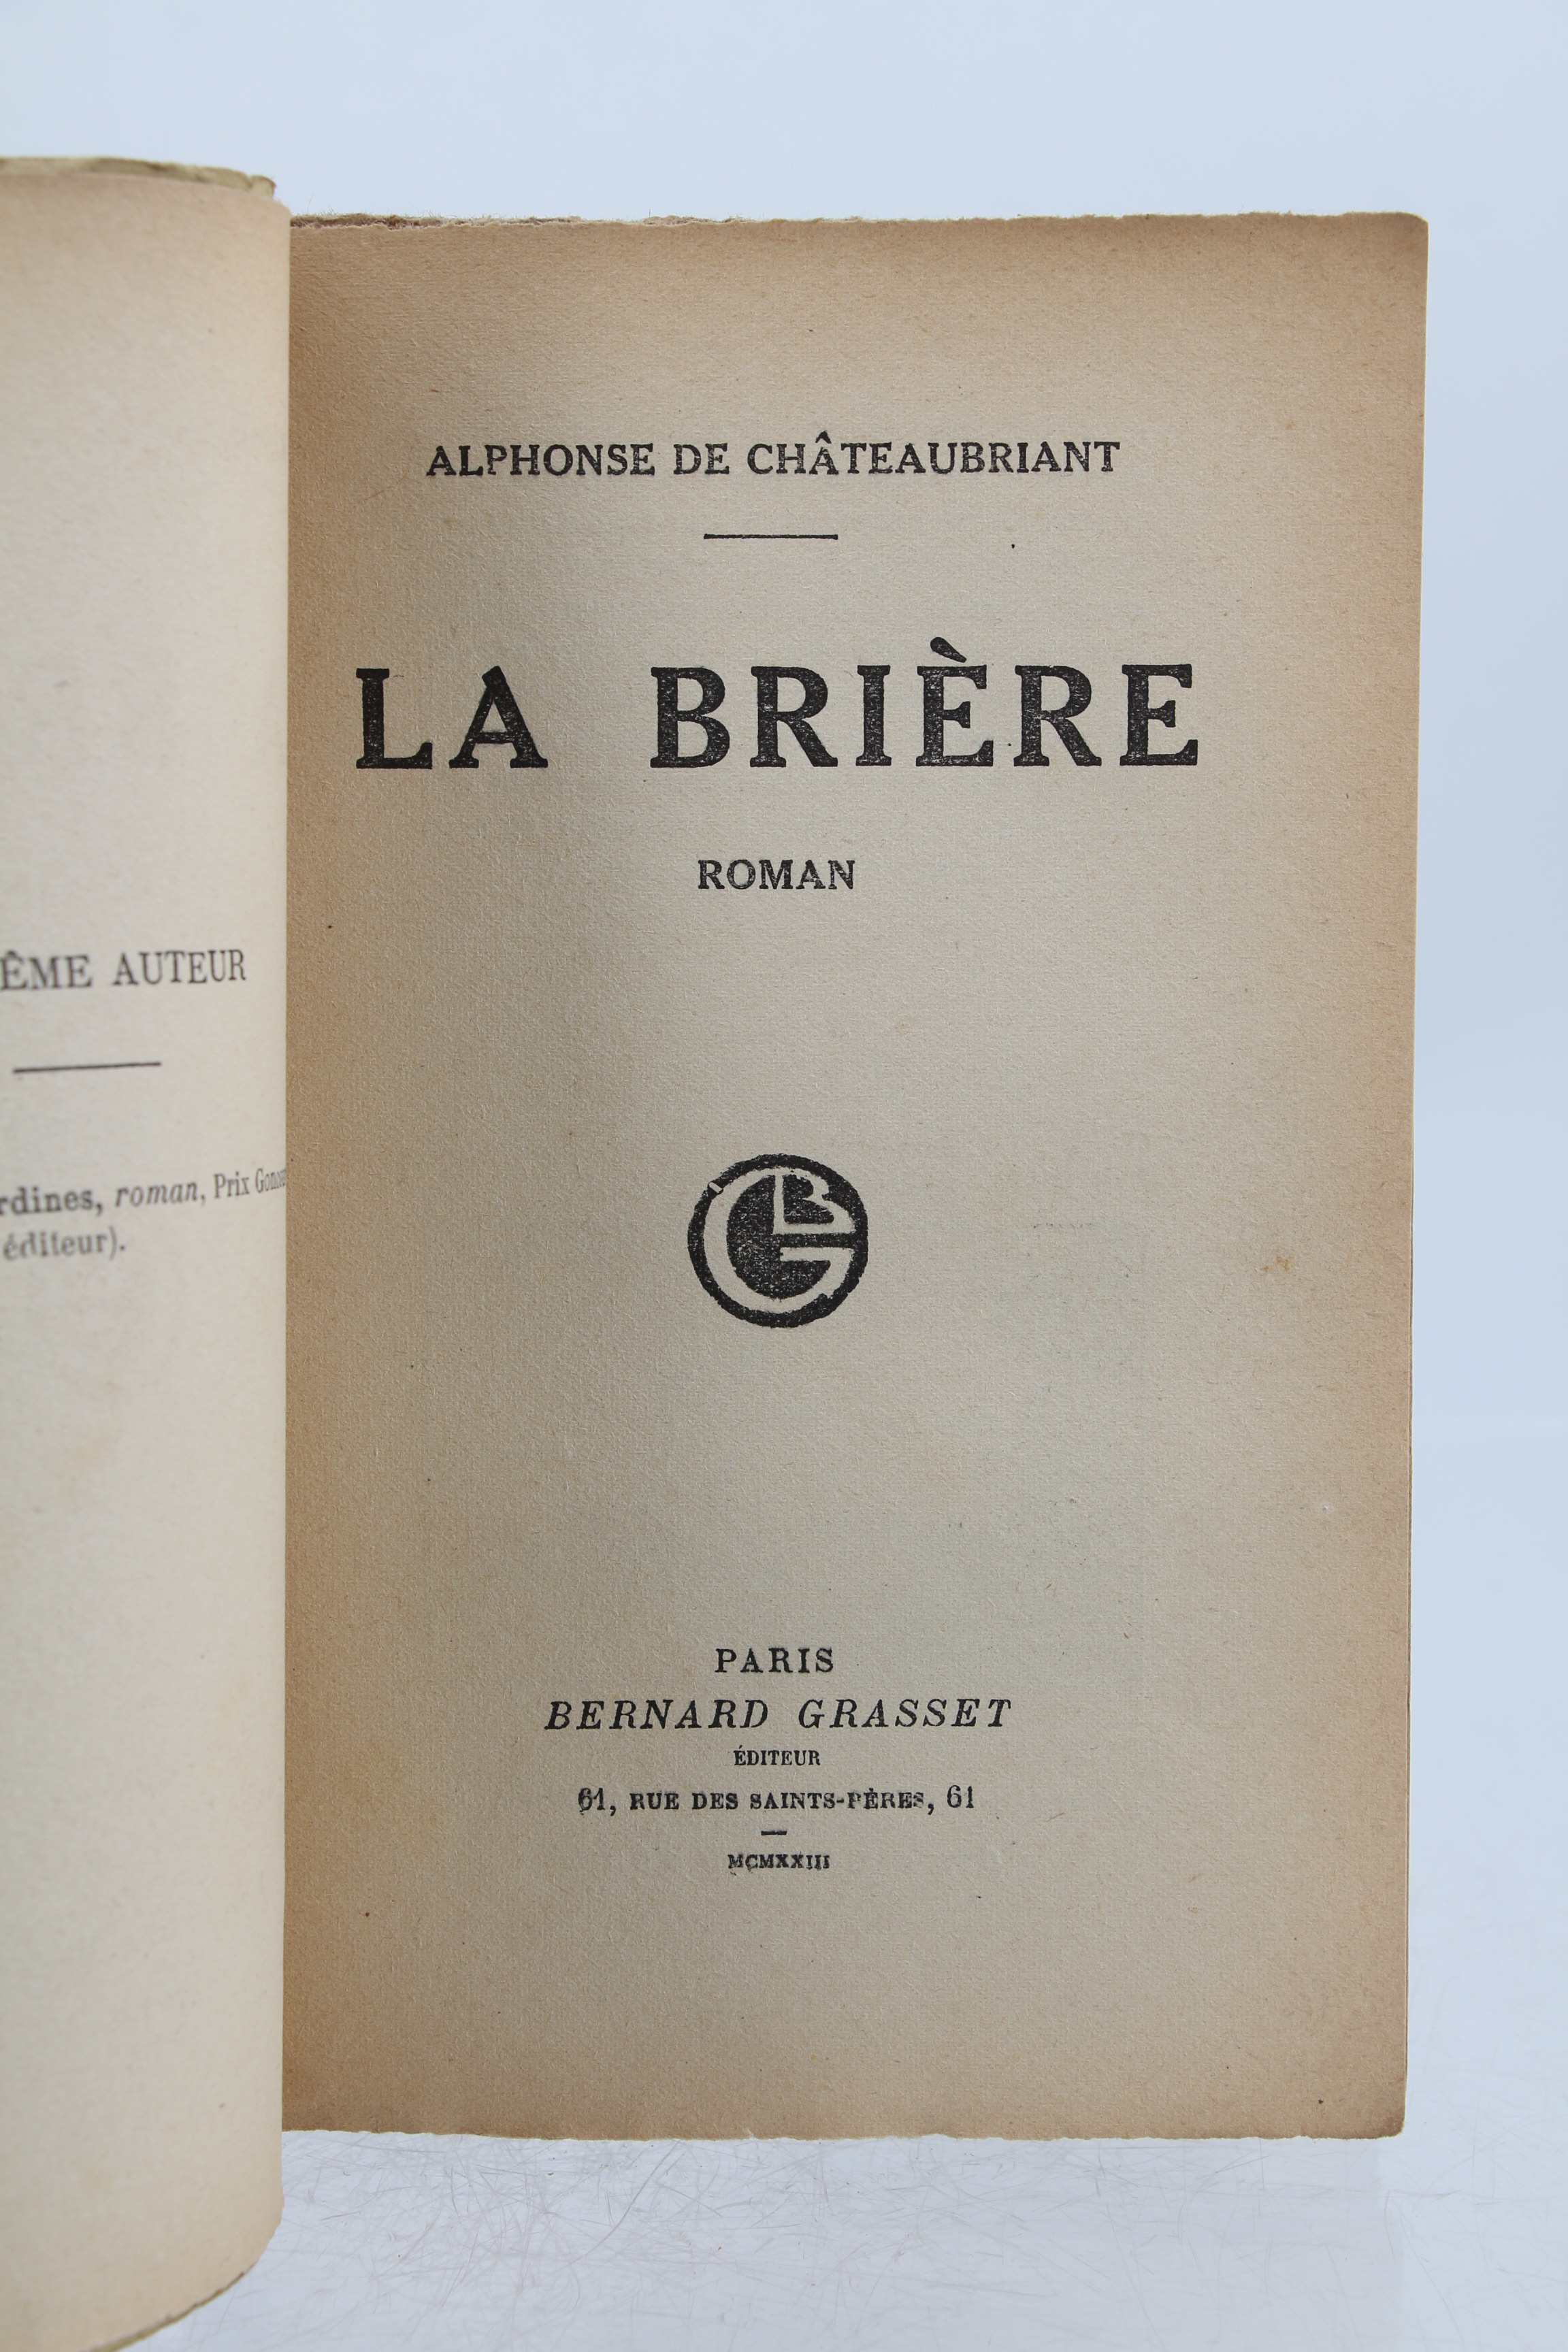 ÊME AUTEUR
rdines, roman, Prix
éditeur).
ALPHONSE DE CHÂTEAUBRIANT
LA BRIÈRE
ROMAN
BG
PARIS
BERNARD GRASSET
ÉDITEUR
61, RUE DES SAINTS-PÈRES, 61
MCMXXIII